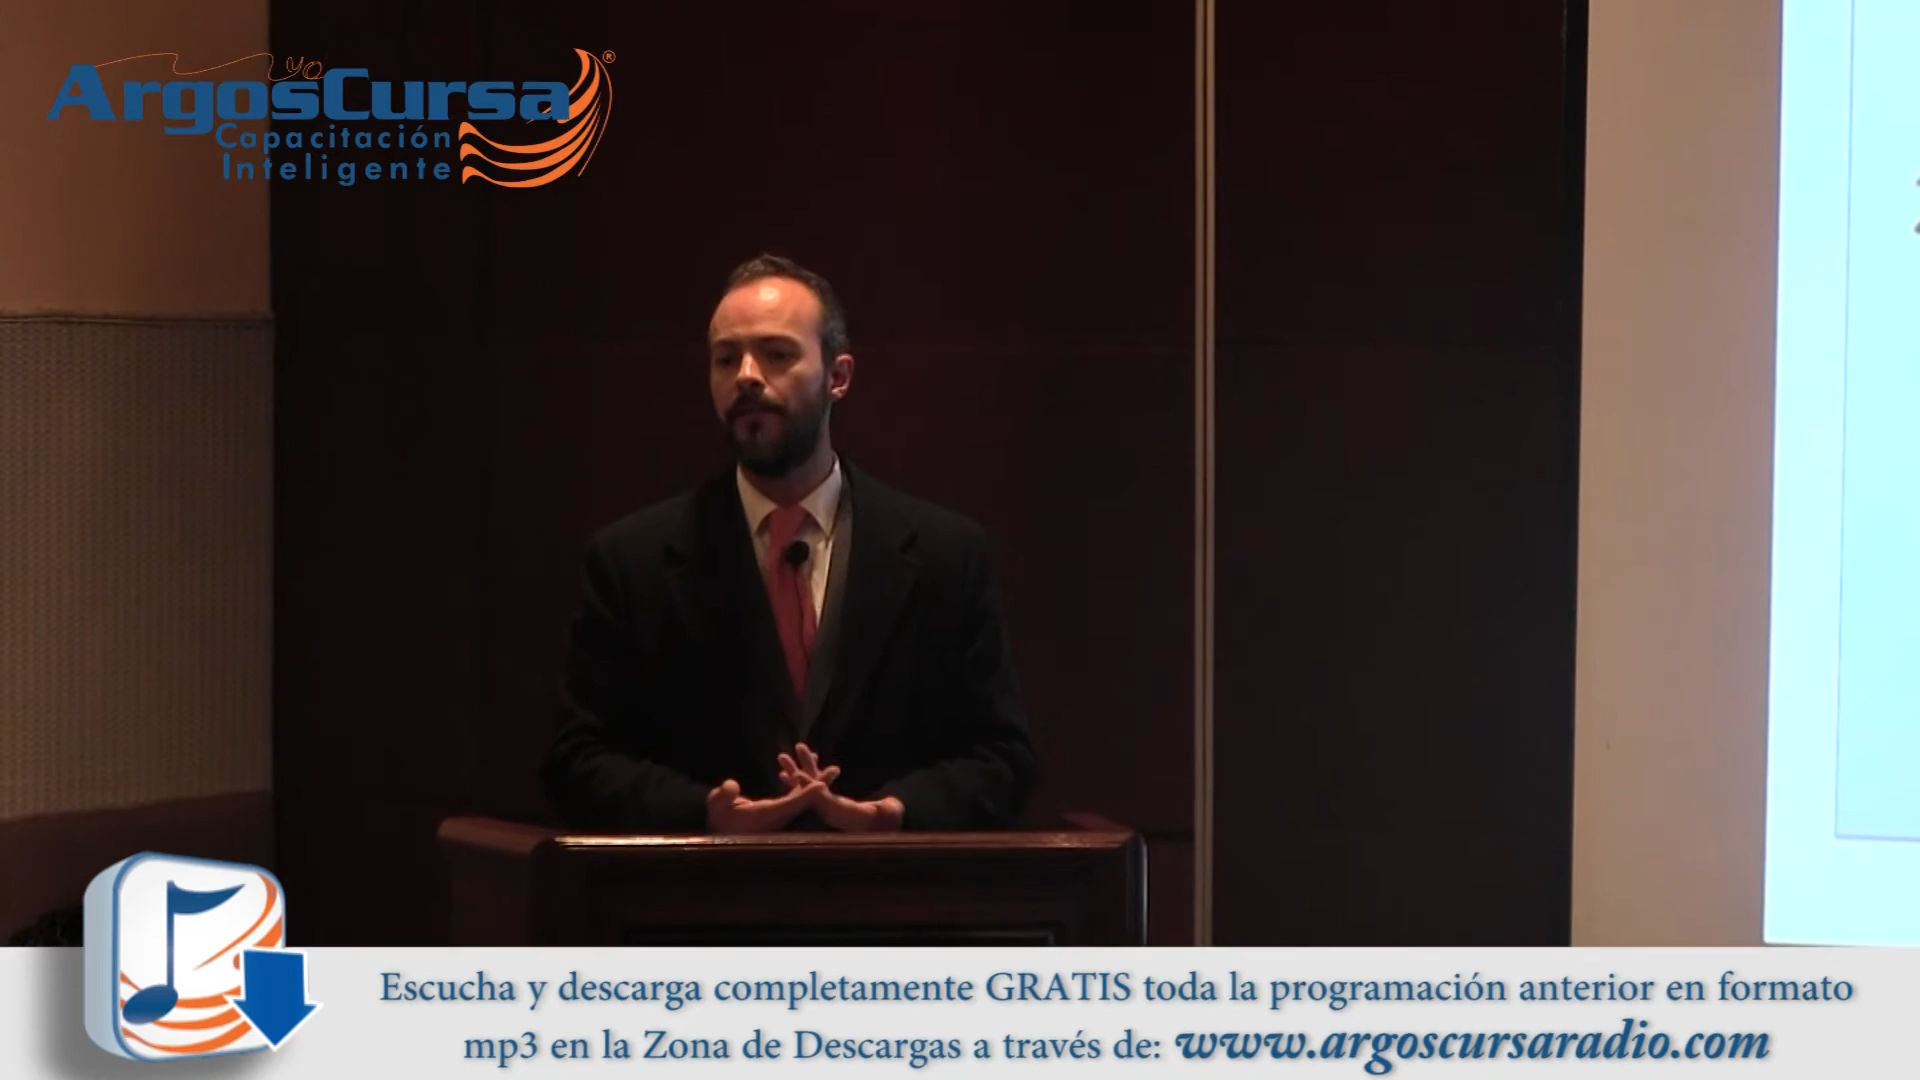 yo
ArgosCursa®
Capacitación
Inteligente
Escucha y descarga completamente GRATIS toda la programación anterior en formato
mp3 en la Zona de Descargas a través de: www.argoscursaradio.com